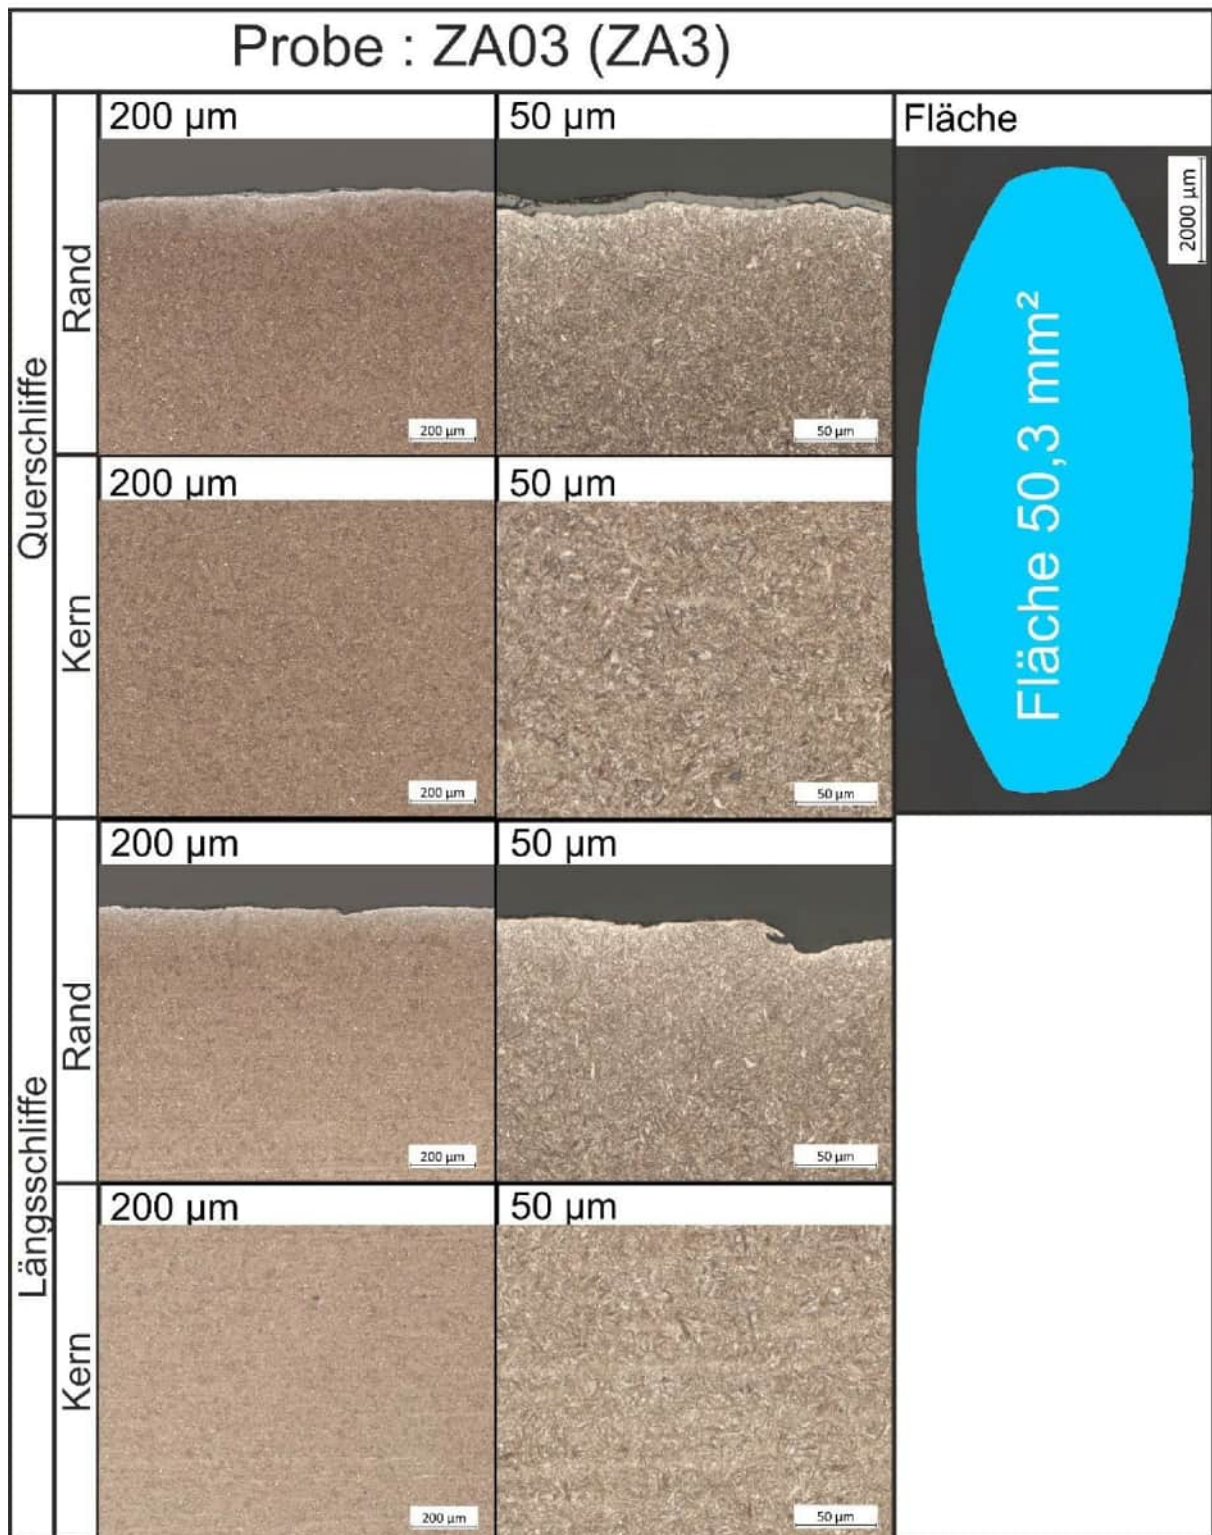 Probe : ZA03 (ZA3)
Querschliffe
Rand
200 µm
200 µm
50 µm
50 µm
Fläche
2000 µm
Fläche 50,3 mm²
Kern
200 µm
200 µm
50 µm
50 µm
Längsschliffe
Rand
200 µm
200 µm
50 µm
50 µm
Kern
200 µm
200 µm
50 µm
50 µm